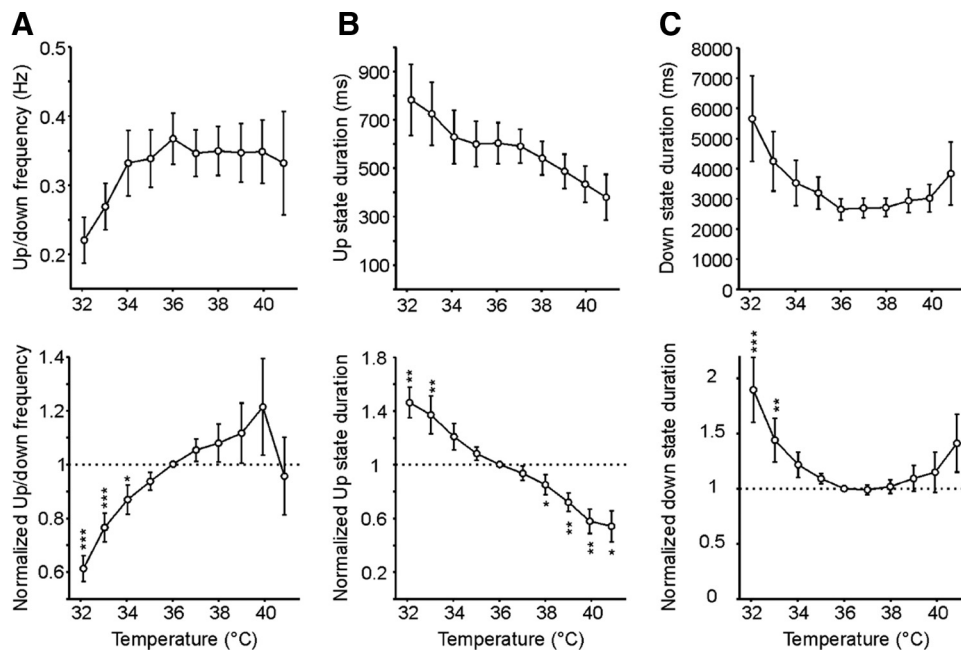 A
B
C
Up/down frequency (Hz)
0.5
0.4
0.3
0.2
32 34 36 38 40
Up state duration (ms)
900
700
500
300
100
32 34 36 38 40
Down state duration (ms)
8000
7000
6000
5000
4000
3000
2000
1000
0
32 34 36 38 40
Normalized Up/down frequency
1.4
1.2
1
0.8
0.6
***
***
*
32 34 36 38 40
Temperature (°C)
Normalized Up state duration
1.8
1.4
1
0.6
0.2
**
**
*
**
**
*
32 34 36 38 40
Temperature (°C)
Normalized down state duration
2
1.5
1
0.5
0
***
**
32 34 36 38 40
Temperature (°C)